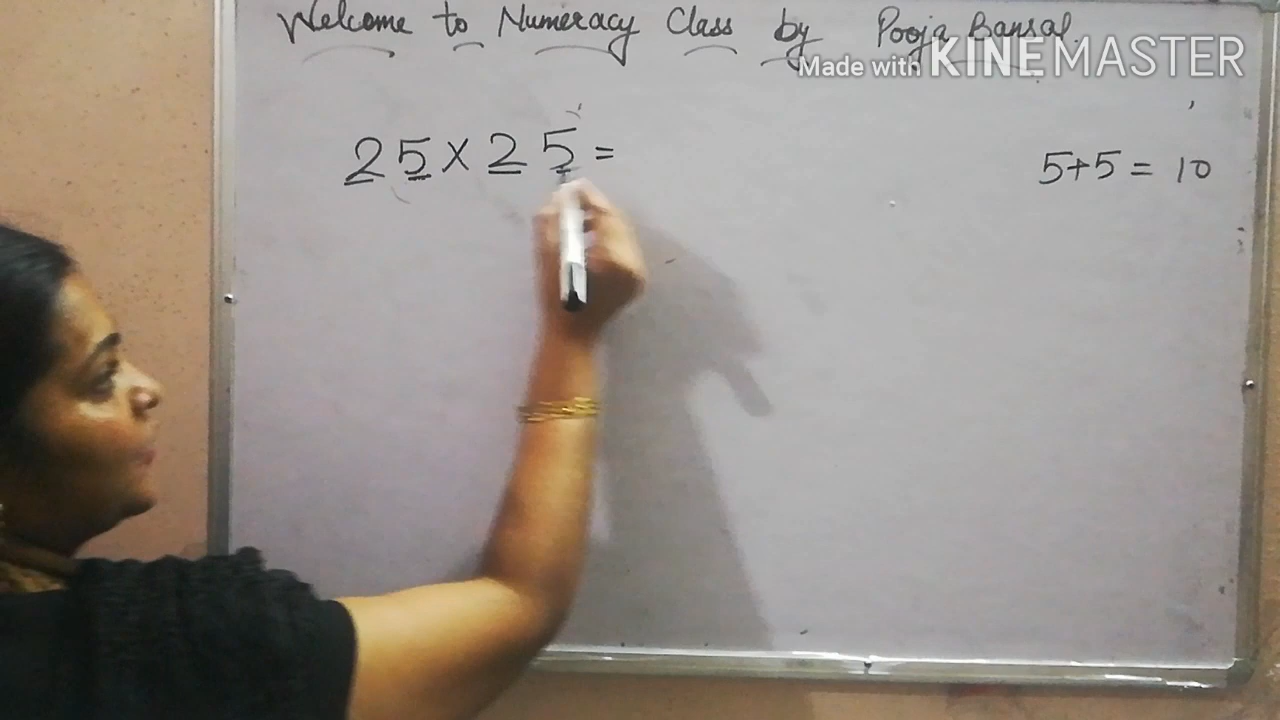 Welcome to Numeracy Class by Pooja Bansal
Made with KINEMASTER
25 X 25 =
5+5 = 10